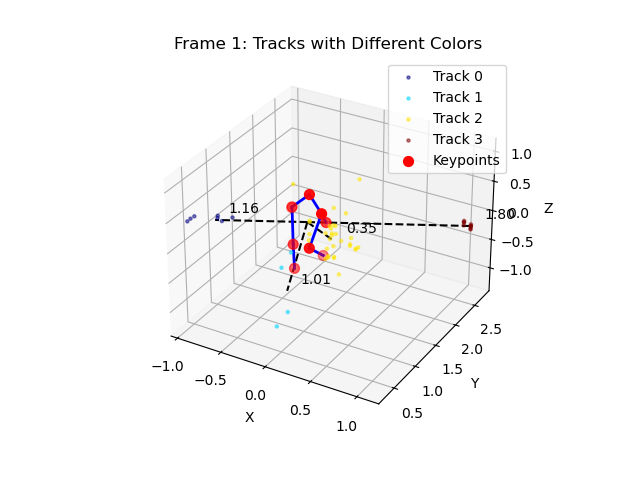 Frame 1: Tracks with Different Colors
Track 0
Track 1
Track 2
Track 3
Keypoints
1.16
0.35
1.80
1.01
1.0
0.5
0.0
−0.5
−1.0
Z
−1.0
−0.5
0.0
0.5
1.0
X
0.5
1.0
1.5
2.0
2.5
Y